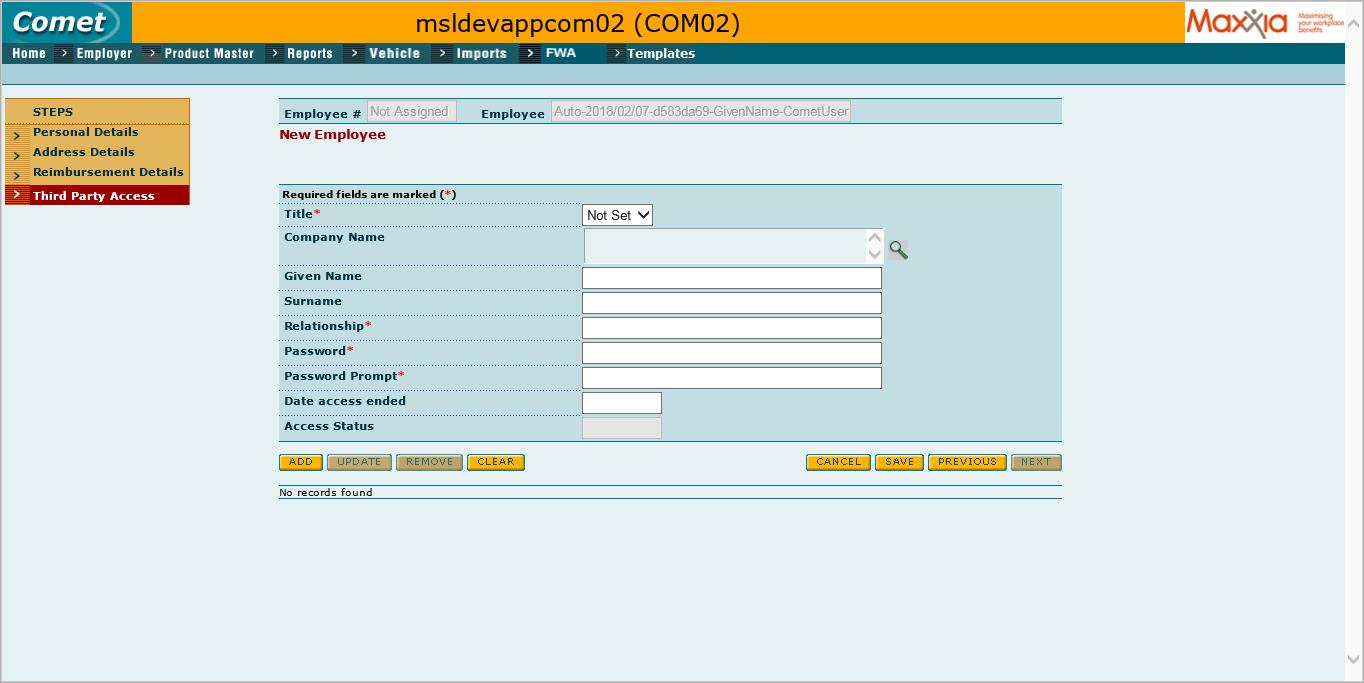 Comet
msldevappcom02 (COM02)
Maxxia Maximising your workplace benefits
Home > Employer > Product Master > Reports > Vehicle > Imports > FWA > Templates
STEPS
> Personal Details
> Address Details
> Reimbursement Details
> Third Party Access
Employee # Not Assigned Employee Auto-2018/02/07-d583da69-GivenName-CometUser
New Employee
Required fields are marked (*)
Title* Not Set
Company Name
Given Name
Surname
Relationship*
Password*
Password Prompt*
Date access ended
Access Status
ADD UPDATE REMOVE CLEAR CANCEL SAVE PREVIOUS NEXT
No records found